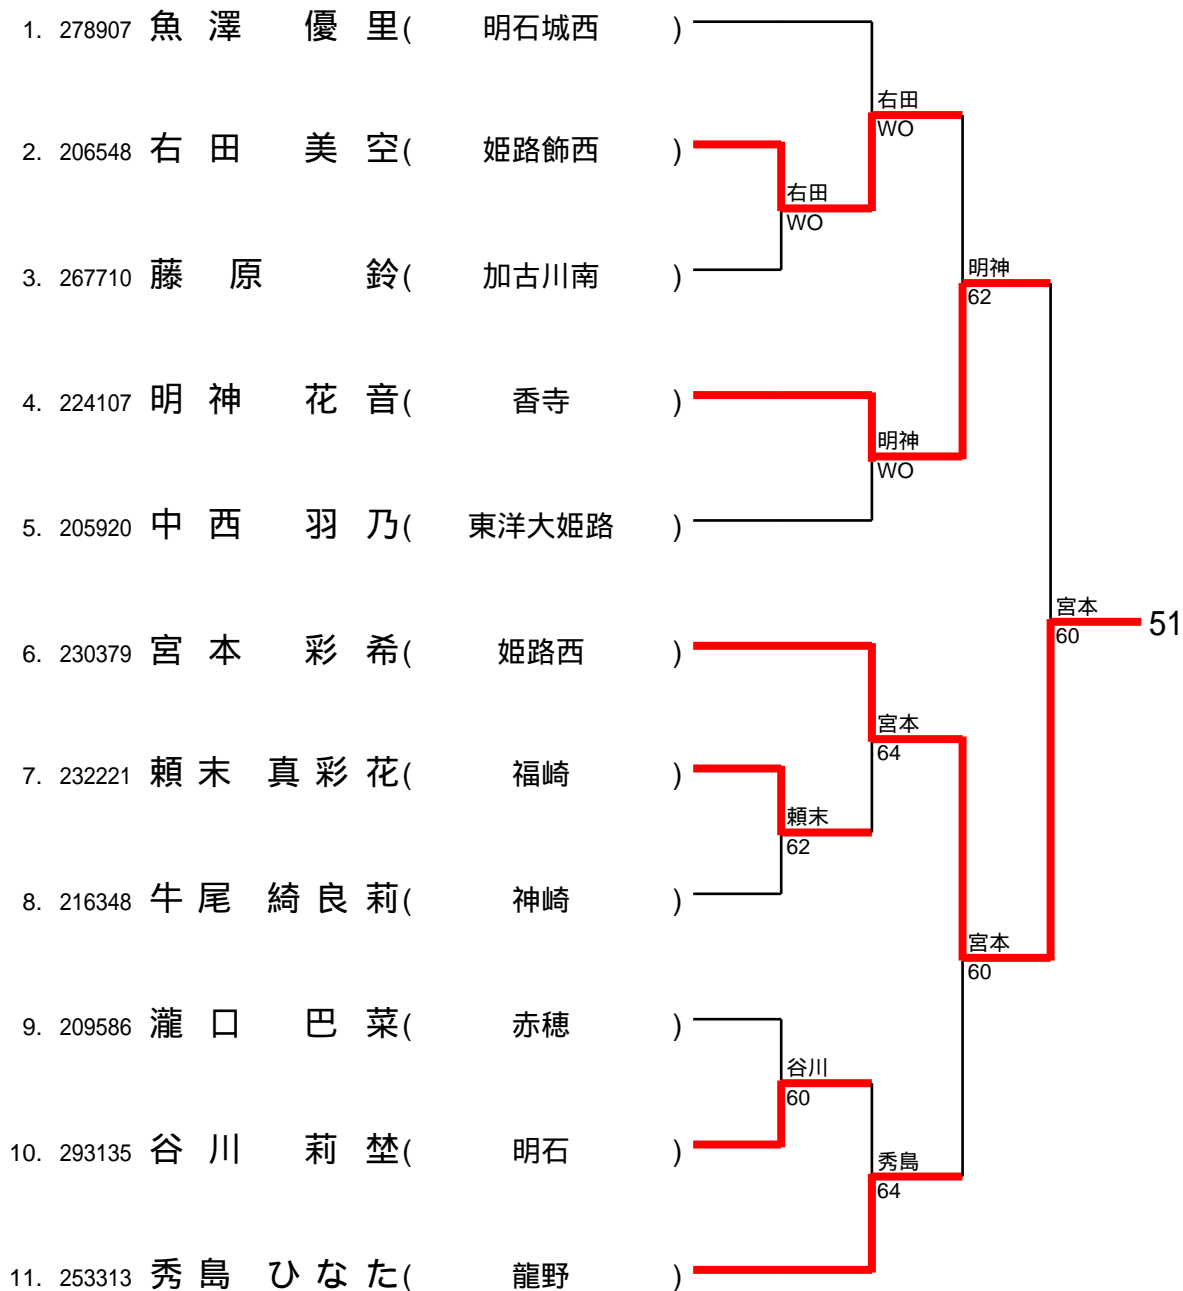 1. 278907 魚澤 優里( 明石城西 )
右田
WO
2. 206548 右田 美空( 姫路飾西 )
右田
WO
3. 267710 藤原 鈴( 加古川南 )
明神
62
4. 224107 明神 花音( 香寺 )
明神
WO
5. 205920 中西 羽乃( 東洋大姫路 )
宮本
60
51
6. 230379 宮本 彩希( 姫路西 )
宮本
64
7. 232221 頼末 真彩花( 福崎 )
頼末
62
8. 216348 牛尾 綺良莉( 神崎 )
宮本
60
9. 209586 瀧口 巴菜( 赤穂 )
谷川
60
10. 293135 谷川 莉埜( 明石 )
秀島
64
11. 253313 秀島 ひなた( 龍野 )